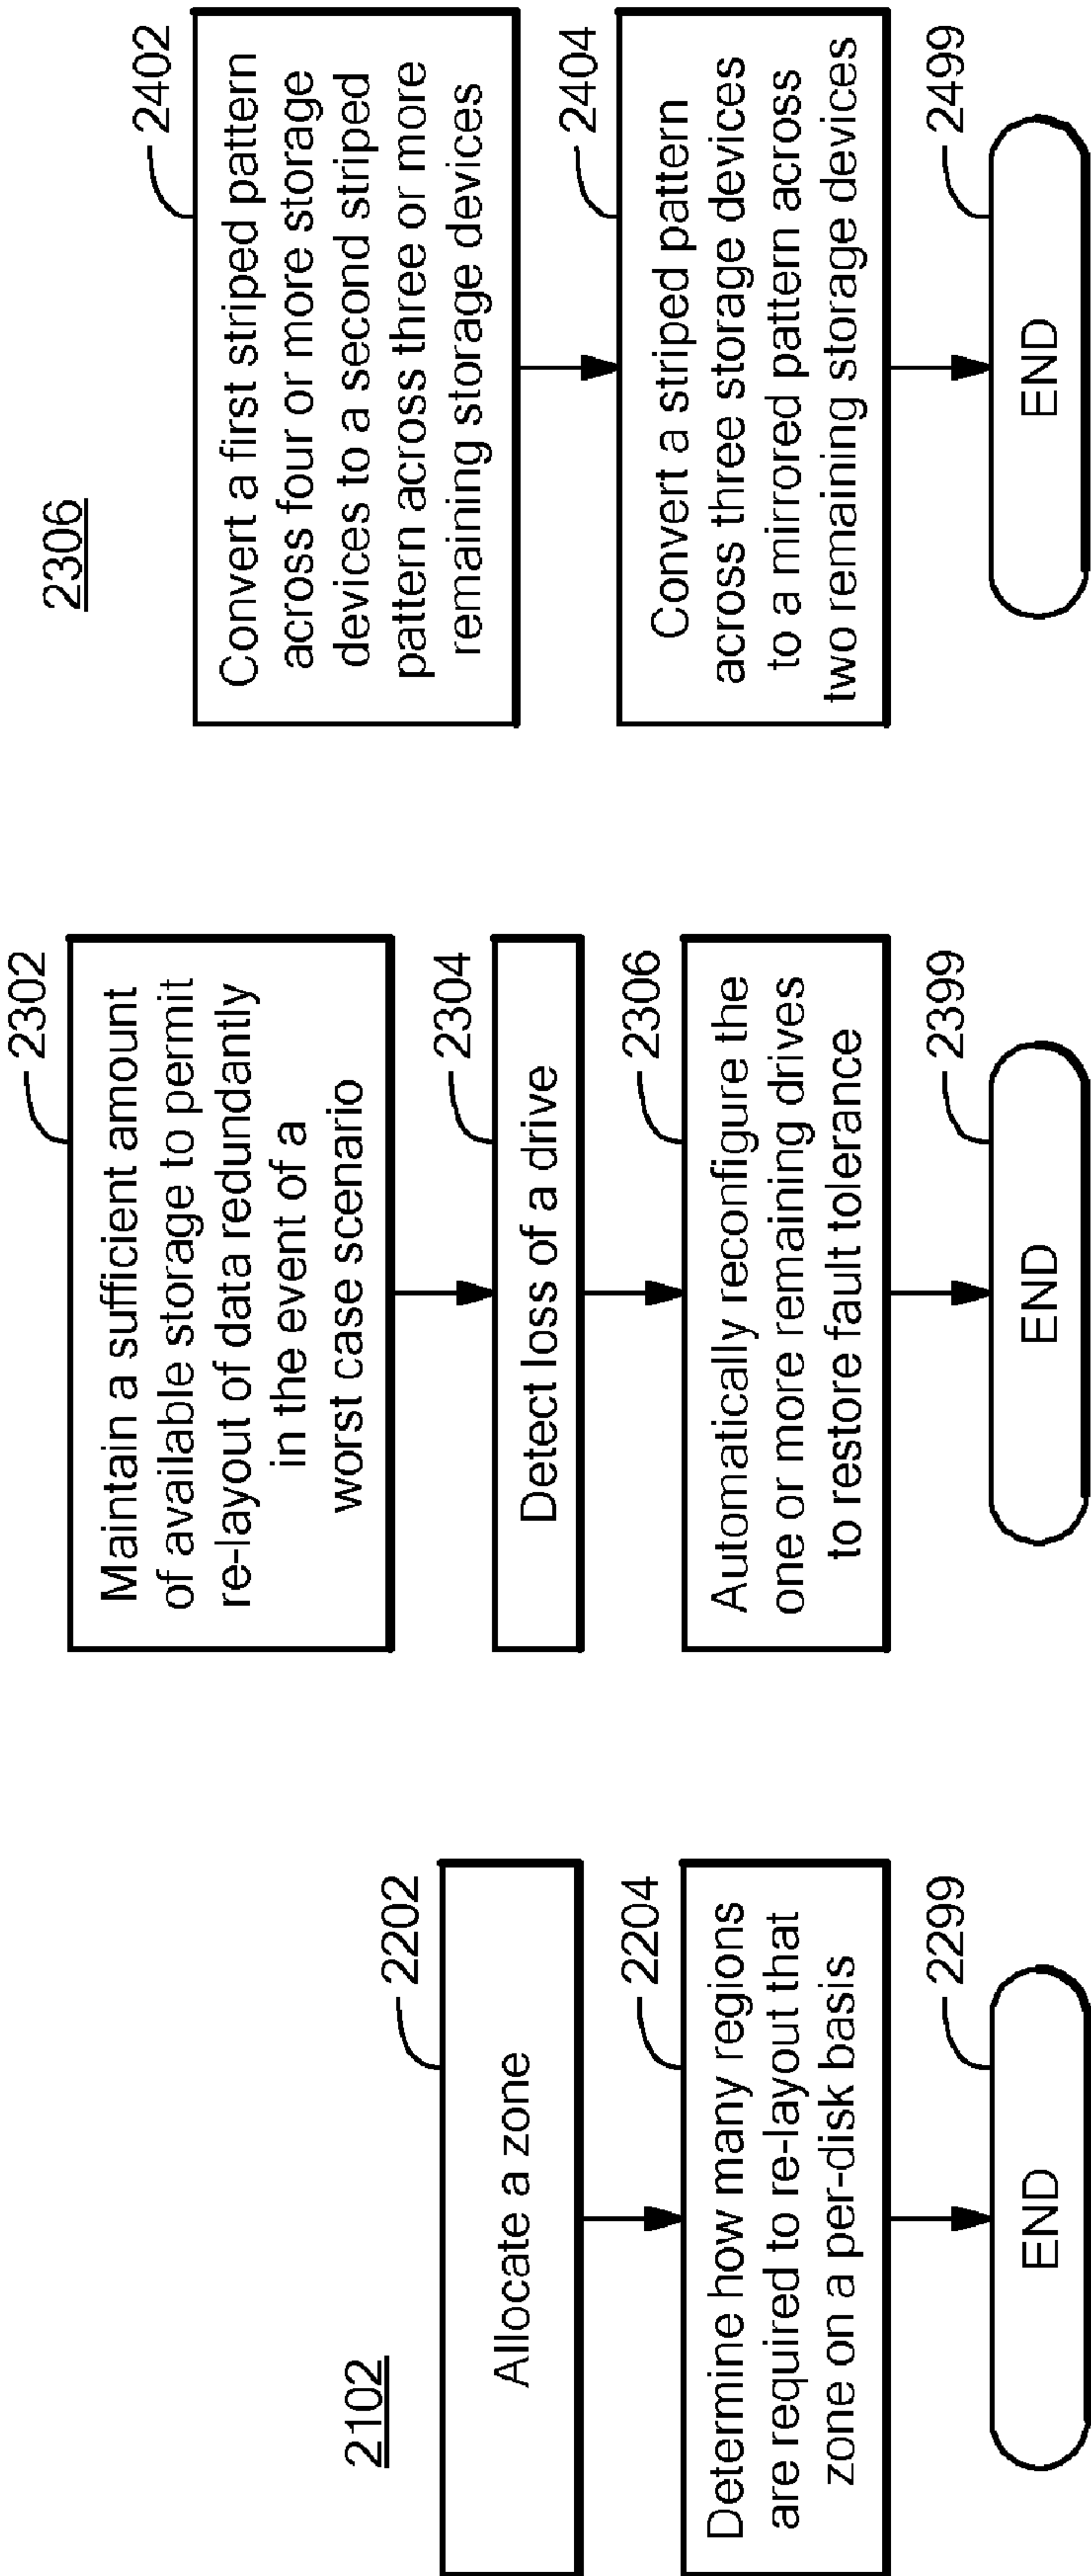 2102
2202
Allocate a zone
2204
Determine how many regions
are required to re-layout that
zone on a per-disk basis
2299
END
2302
Maintain a sufficient amount
of available storage to permit
re-layout of data redundantly
in the event of a
worst case scenario
2304
Detect loss of a drive
2306
Automatically reconfigure the
one or more remaining drives
to restore fault tolerance
2399
END
2306
2402
Convert a first striped pattern
across four or more storage
devices to a second striped
pattern across three or more
remaining storage devices
2404
Convert a striped pattern
across three storage devices
to a mirrored pattern across
two remaining storage devices
2499
END